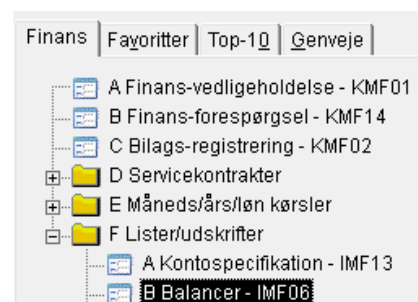 Finans Favoritter Top-10 Genveje
A Finans-vedligeholdelse - KMF01
B Finans-forespørgsel - KMF14
C Bilags-registrering - KMF02
D Servicekontrakter
E Måneds/års/løn kørsler
F Lister/udskrifter
A Kontospecifikation - IMF13
B Balancer - IMF06